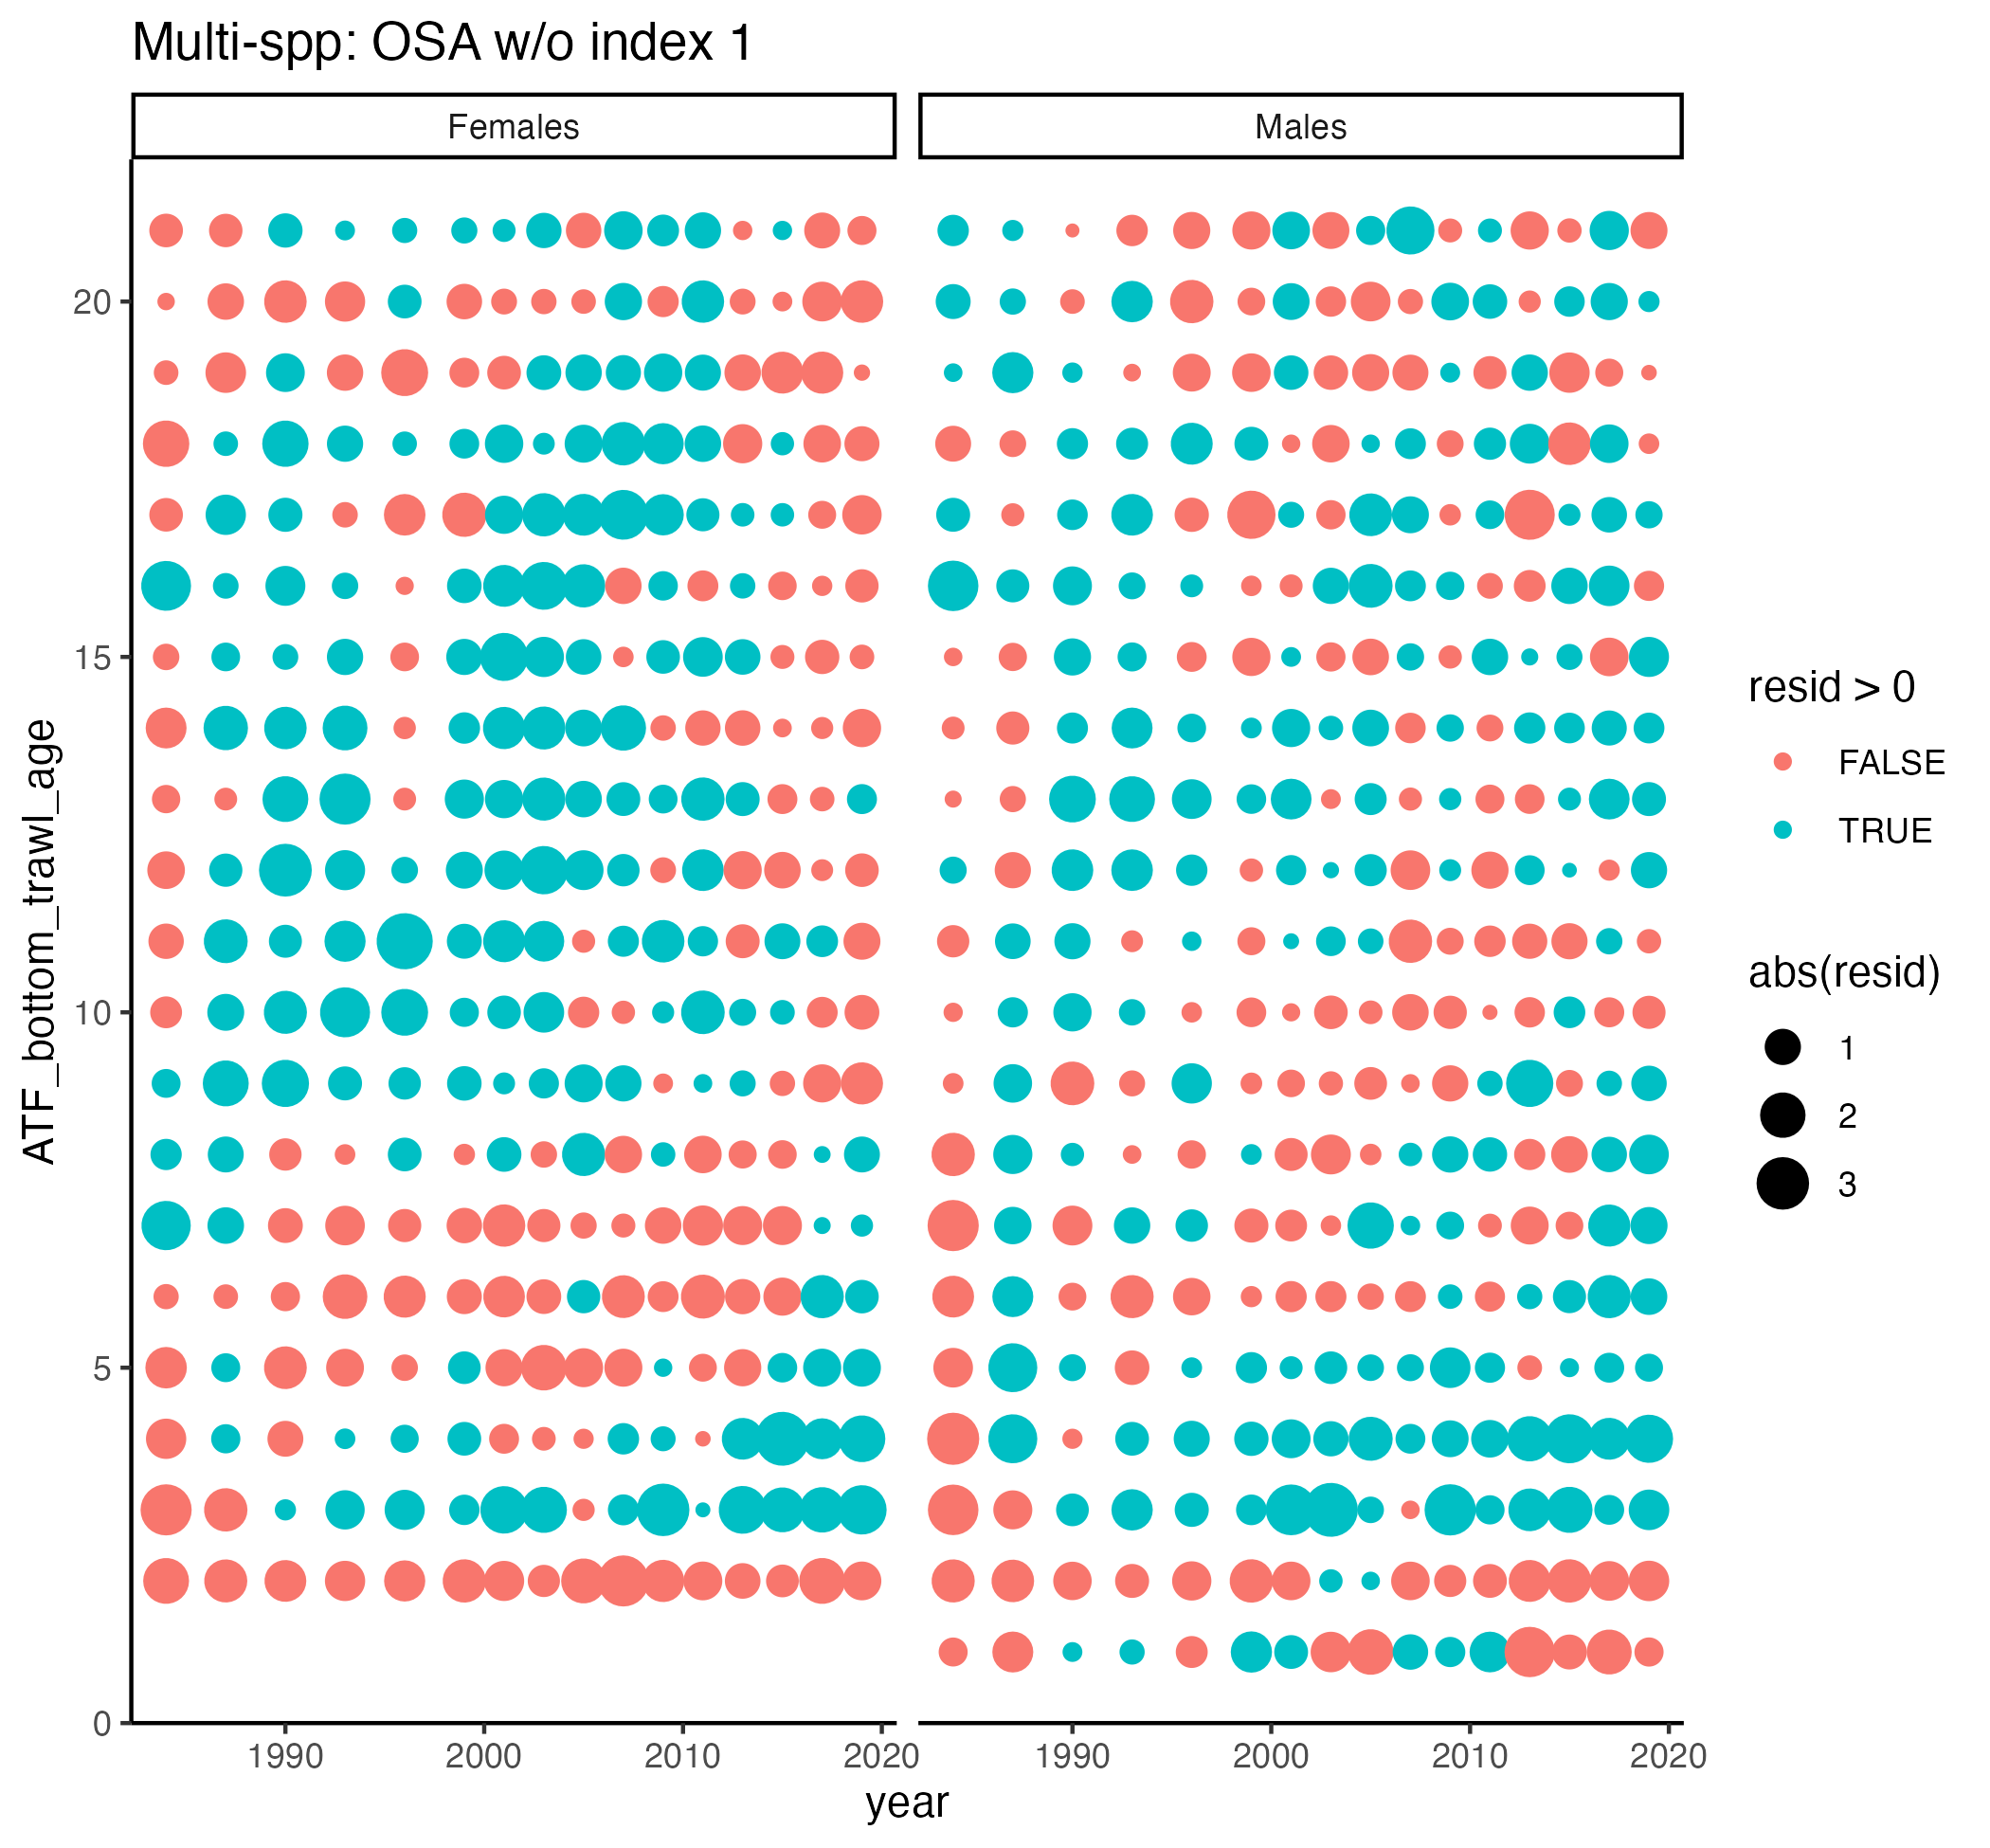 Multi-spp: OSA w/o index 1
Females
Males
ATF_bottom_trawl_age
20
15
10
5
0
1990
2000
2010
2020
1990
2000
2010
2020
year
resid > 0
FALSE
TRUE
abs(resid)
1
2
3